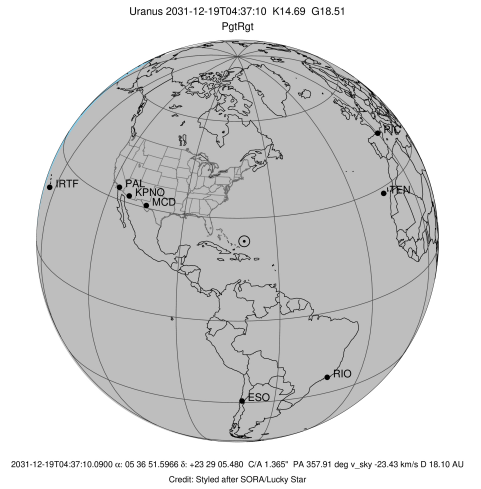 Uranus 2031-12-19T04:37:10 K14.69 G18.51
PgtRgt
PIC
IRTF
PAL
KPNO
MCD
TEN
RIO
ESO
2031-12-19T04:37:10.0900 α: 05 36 51.5966 δ: +23 29 05.480 C/A 1.365" PA 357.91 deg v_sky -23.43 km/s D 18.10 AU
Credit: Styled after SORA/Lucky Star